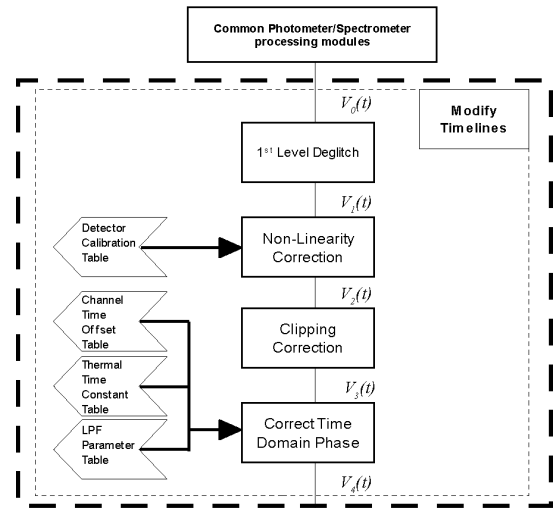 Common Photometer/Spectrometer
processing modules
V0(t)
Modify
Timelines
1st Level Deglitch
V1(t)
Detector
Calibration
Table
Non-Linearity
Correction
V2(t)
Channel
Time
Offset
Table
Clipping
Correction
Thermal
Time
Constant
Table
V3(t)
LPF
Parameter
Table
Correct Time
Domain Phase
V4(t)